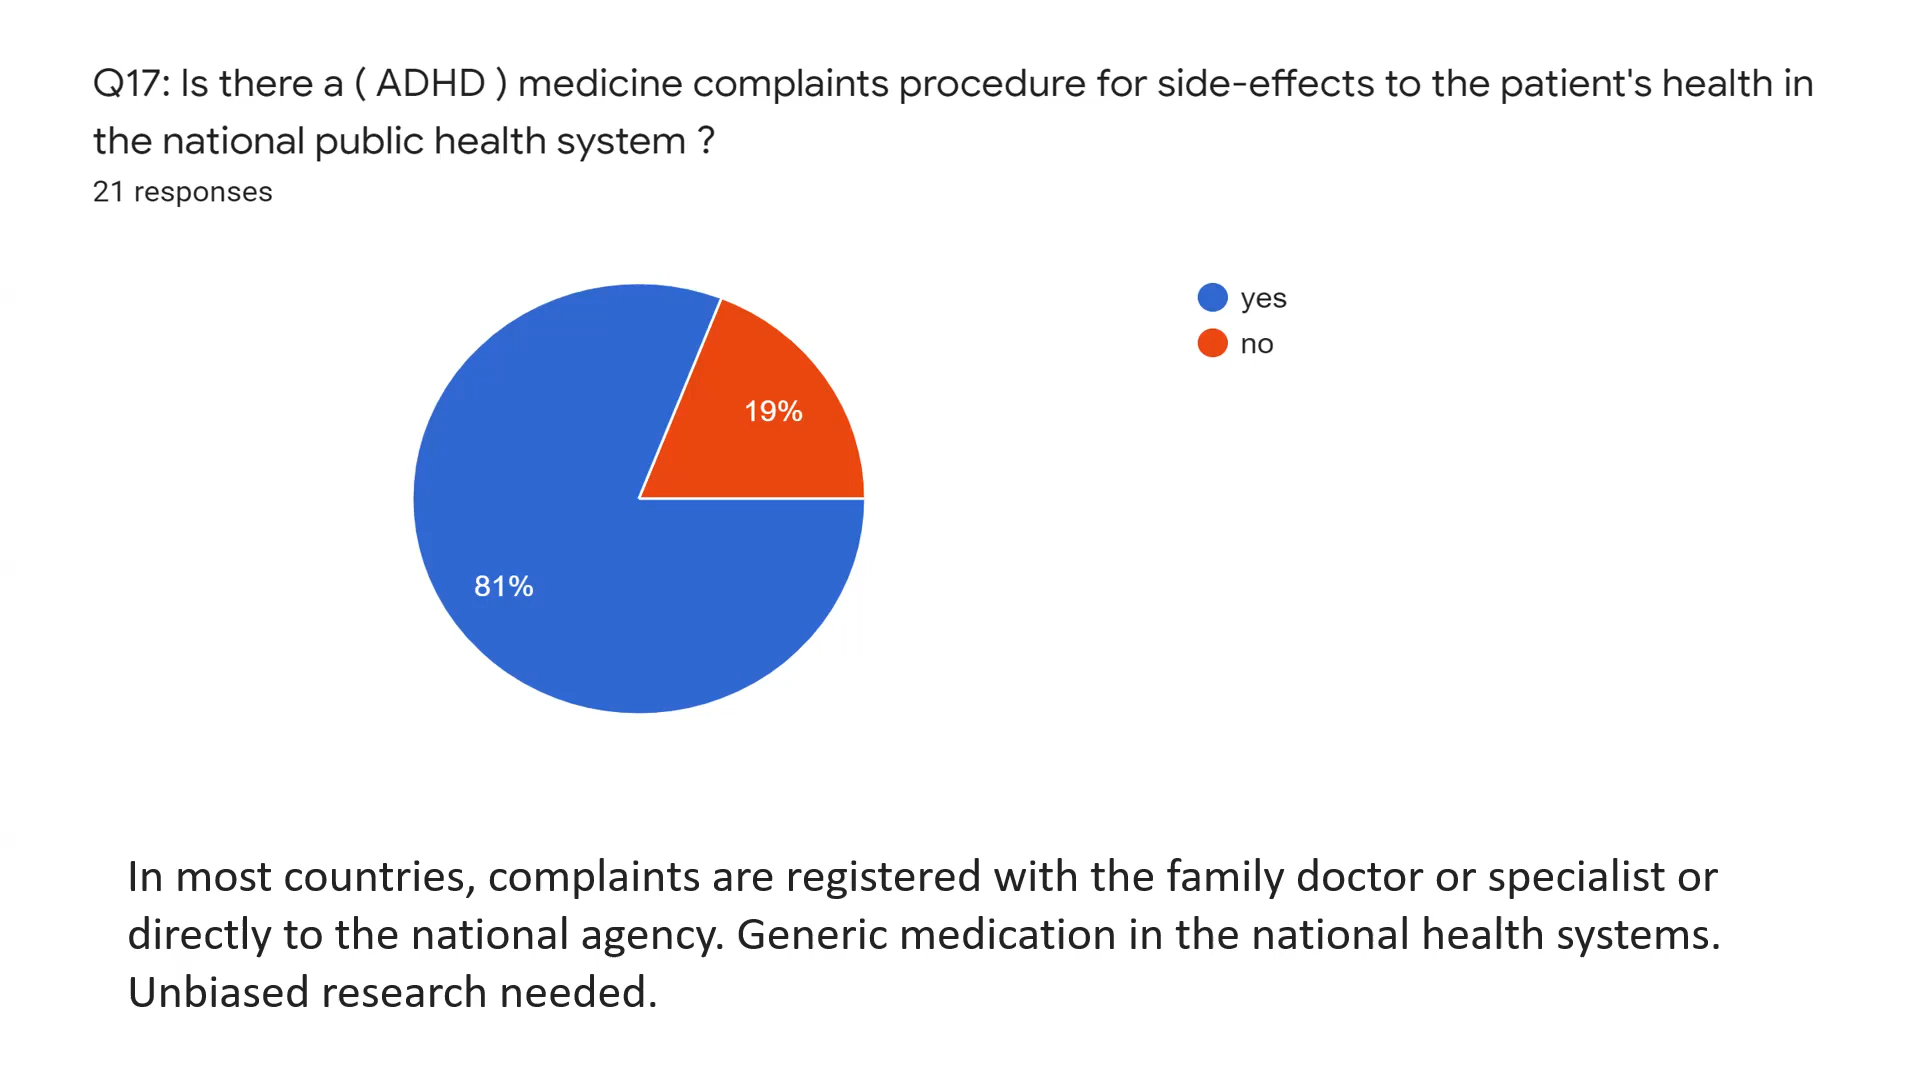 Q17: Is there a ( ADHD ) medicine complaints procedure for side-effects to the patient's health in
the national public health system ?
21 responses
yes
no
19%
81%
In most countries, complaints are registered with the family doctor or specialist or
directly to the national agency. Generic medication in the national health systems.
Unbiased research needed.